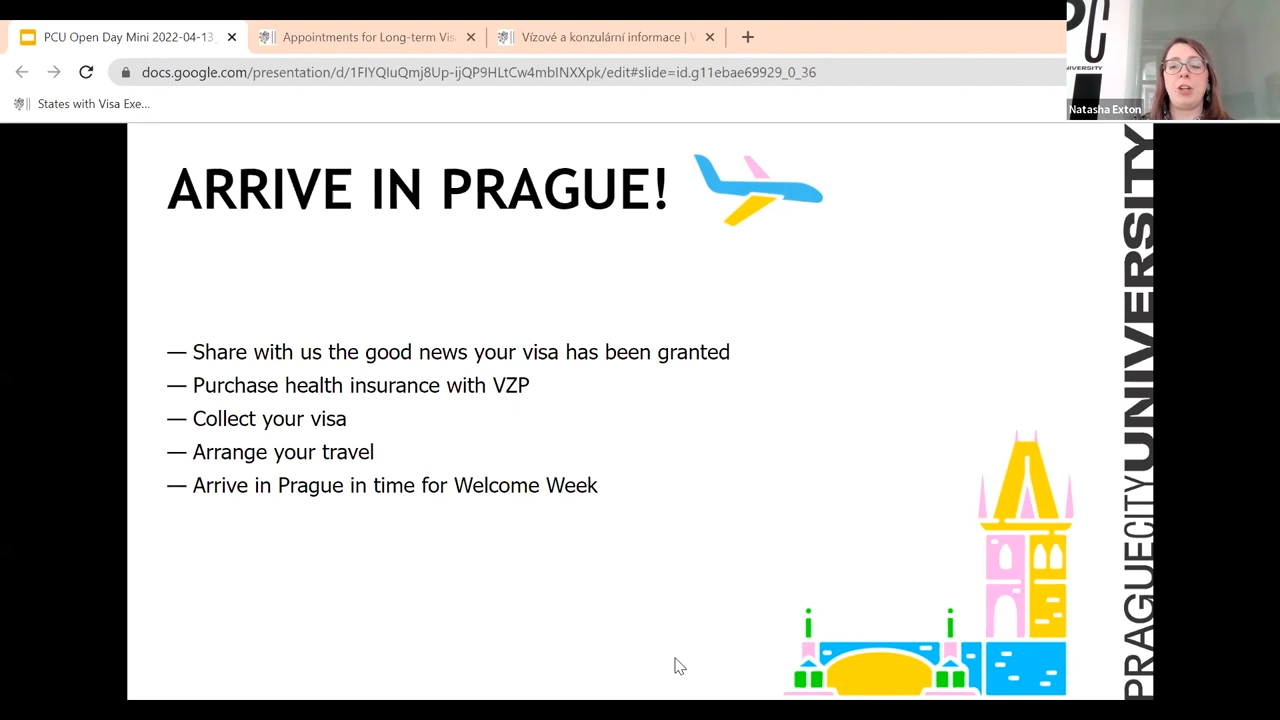 PCU Open Day Mini 2022-04-13_
Appointments for Long-term Vis
Vízové a konzulární informace | V
docs.google.com/presentation/d/
/edit#slide=id.g11ebae69929_0_36
States with Visa Exe...
UNIVERSITY
Natasha Exton
ARRIVE IN PRAGUE!
— Share with us the good news your visa has been granted
— Purchase health insurance with VZP
— Collect your visa
— Arrange your travel
— Arrive in Prague in time for Welcome Week
PRAGUECITYUNIVERSITY